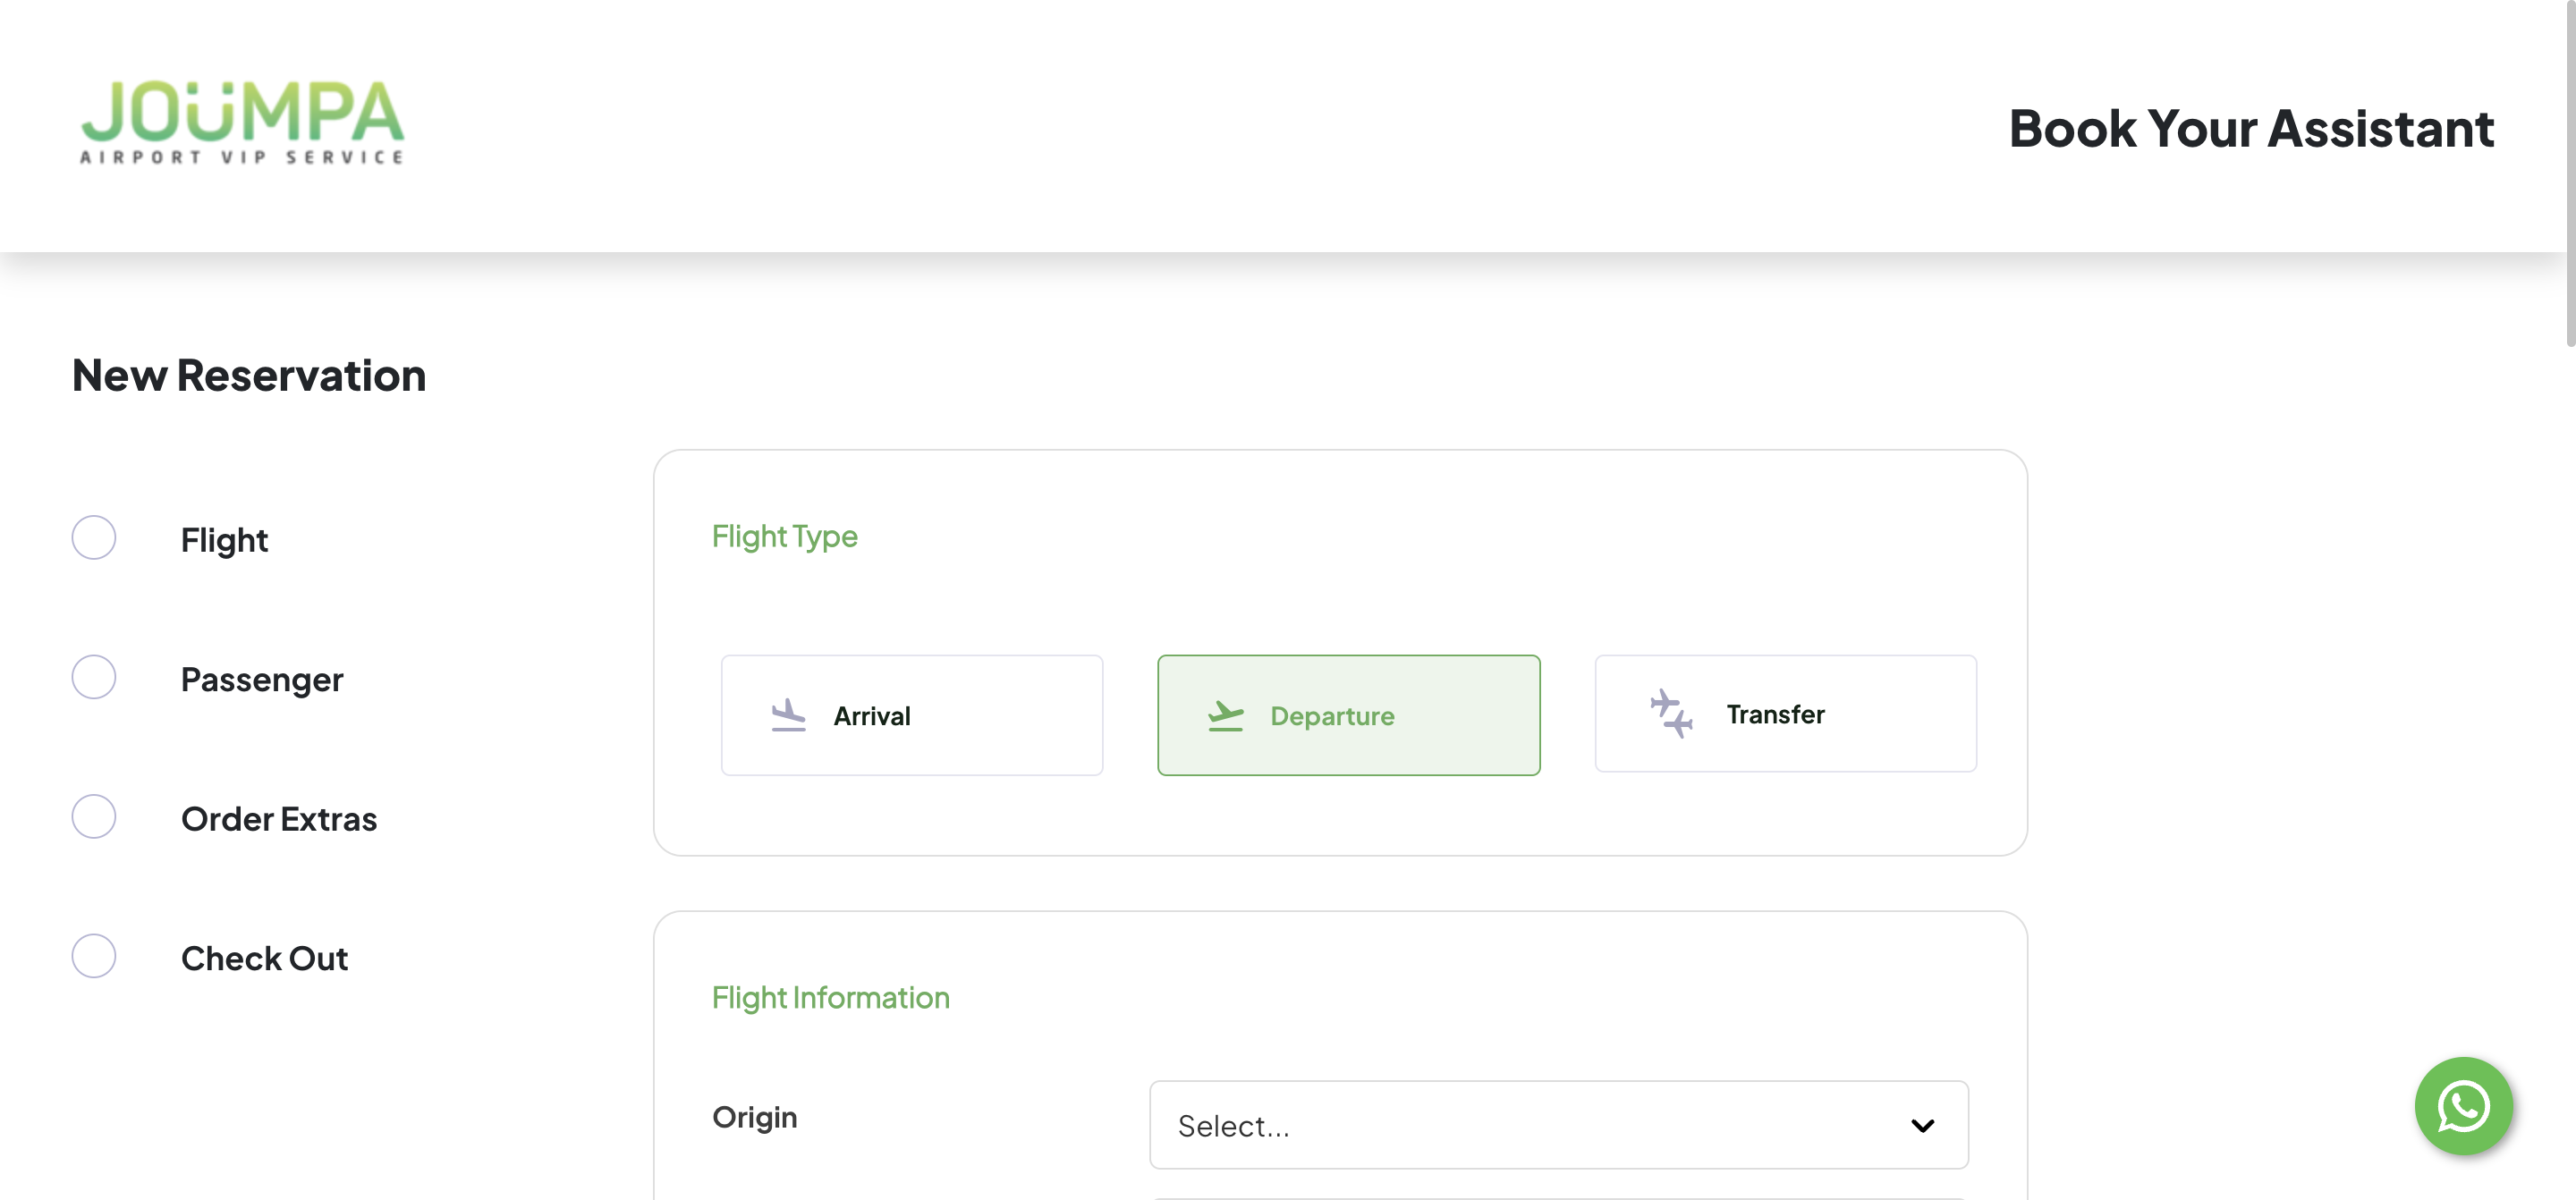 JOÜMPA
AIRPORT VIP SERVICE
Book Your Assistant
New Reservation
Flight
Passenger
Order Extras
Check Out
Flight Type
Arrival
Departure
Transfer
Flight Information
Origin
Select...